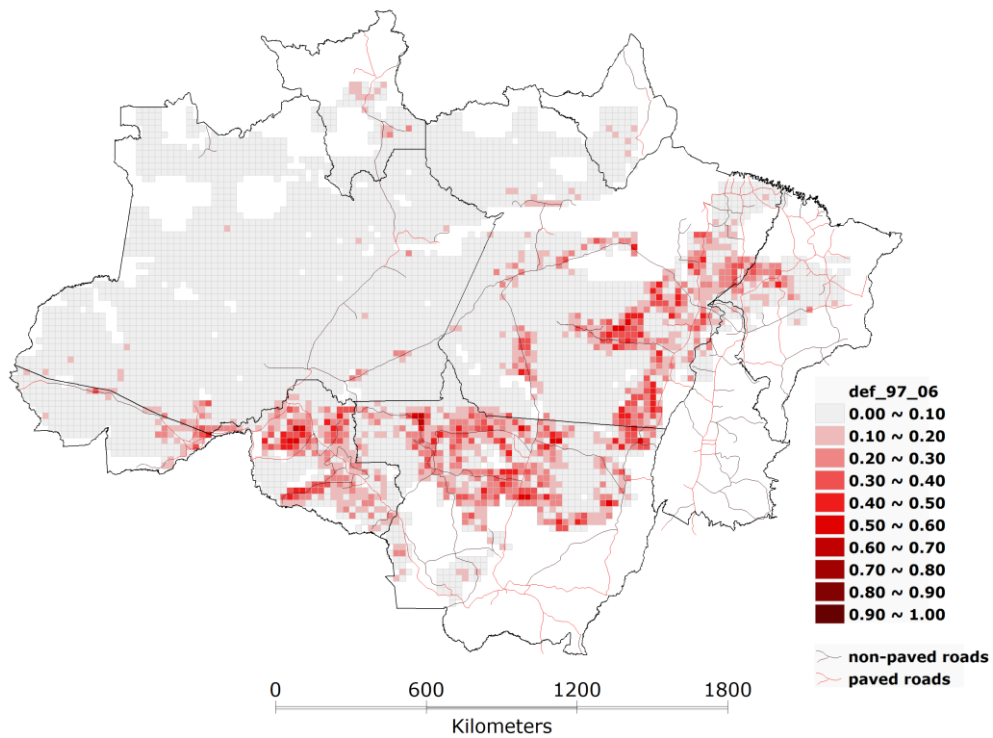 def_97_06
0.00 ~ 0.10
0.10 ~ 0.20
0.20 ~ 0.30
0.30 ~ 0.40
0.40 ~ 0.50
0.50 ~ 0.60
0.60 ~ 0.70
0.70 ~ 0.80
0.80 ~ 0.90
0.90 ~ 1.00
non-paved roads
paved roads
0 600 1200 1800
Kilometers